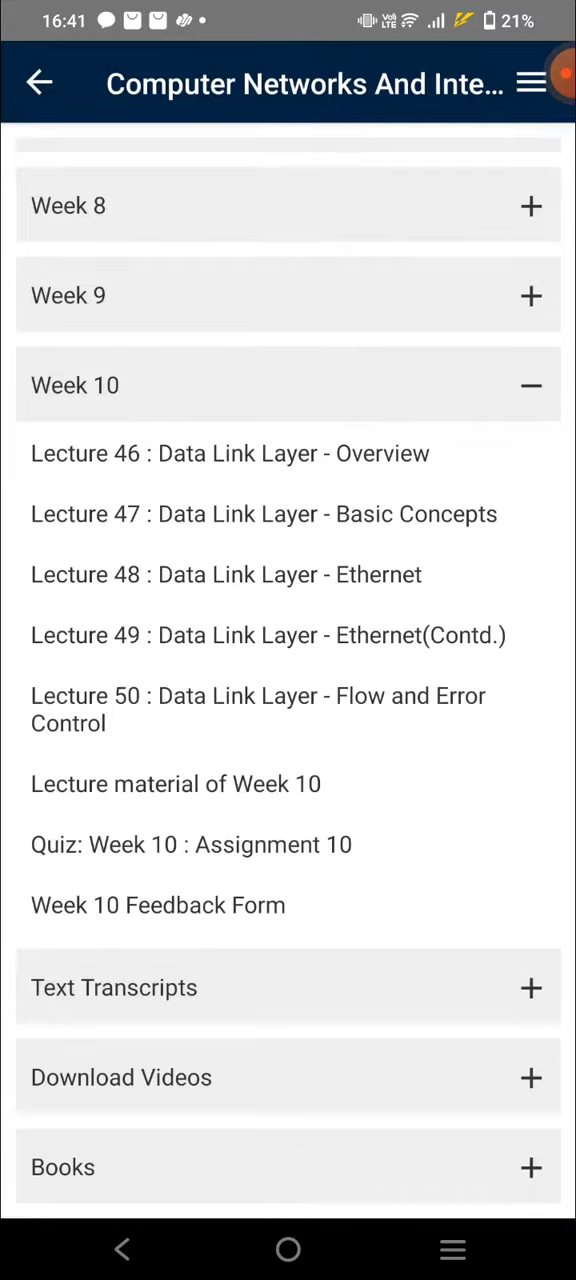 16:41 Vo) LTE 21%
Computer Networks And Inte...
Week 8
Week 9
Week 10
Lecture 46 : Data Link Layer - Overview
Lecture 47 : Data Link Layer - Basic Concepts
Lecture 48 : Data Link Layer - Ethernet
Lecture 49 : Data Link Layer - Ethernet(Contd.)
Lecture 50 : Data Link Layer - Flow and Error
Control
Lecture material of Week 10
Quiz: Week 10 : Assignment 10
Week 10 Feedback Form
Text Transcripts
Download Videos
Books